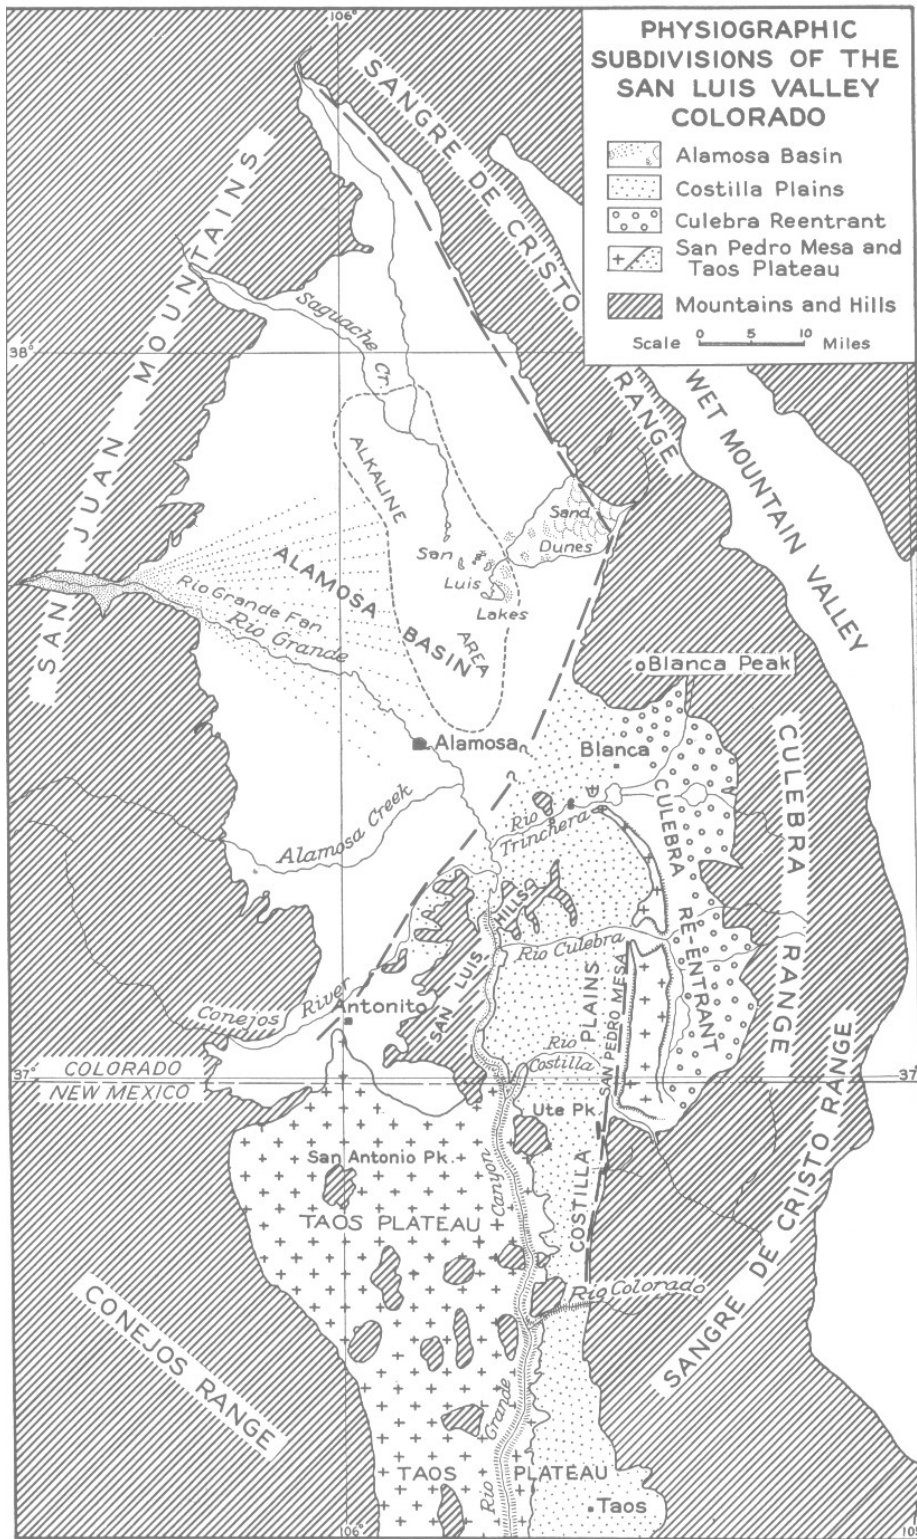 106°
PHYSIOGRAPHIC
SUBDIVISIONS OF THE
SAN LUIS VALLEY
COLORADO
Alamosa Basin
Costilla Plains
Culebra Reentrant
San Pedro Mesa and
Taos Plateau
Mountains and Hills
Scale 0 5 10 Miles
SANGRE DE CRISTO
RANGE
SAN JUAN MOUNTAINS
Saguache Cr.
38°
WET MOUNTAIN VALLEY
ALKALINE
AREA
Sand
Dunes
San
Luis
Lakes
ALAMOSA
BASIN
Rio Grande Fan
Rio Grande
Blanca Peak
Alamosa
?
Blanca
CULEBRA RANGE
?
Alamosa Creek
Rio
Trinchera
CULEBRA
RE-ENTRANT
HILLS
SAN LUIS
Rio Culebra
PLAINS
SAN PEDRO MESA
Conejos River
Antonito
Rio
Costilla
COLORADO
37°
NEW MEXICO
37
Ute Pk.
San Antonio Pk.
Canyon
TAOS PLATEAU
COSTILLA
SANGRE DE CRISTO RANGE
Rio Colorado
CONEJOS RANGE
Grande
Rio
TAOS PLATEAU
Taos
106°